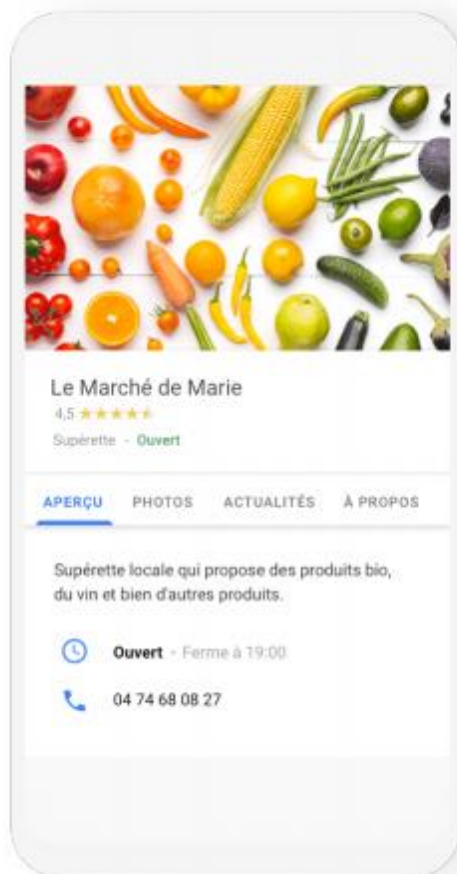 Le Marché de Marie
4,5
Supérette - Ouvert
APERÇU PHOTOS ACTUALITÉS À PROPOS
Supérette locale qui propose des produits bio,
du vin et bien d'autres produits.
Ouvert - Ferme à 19:00
04 74 68 08 27